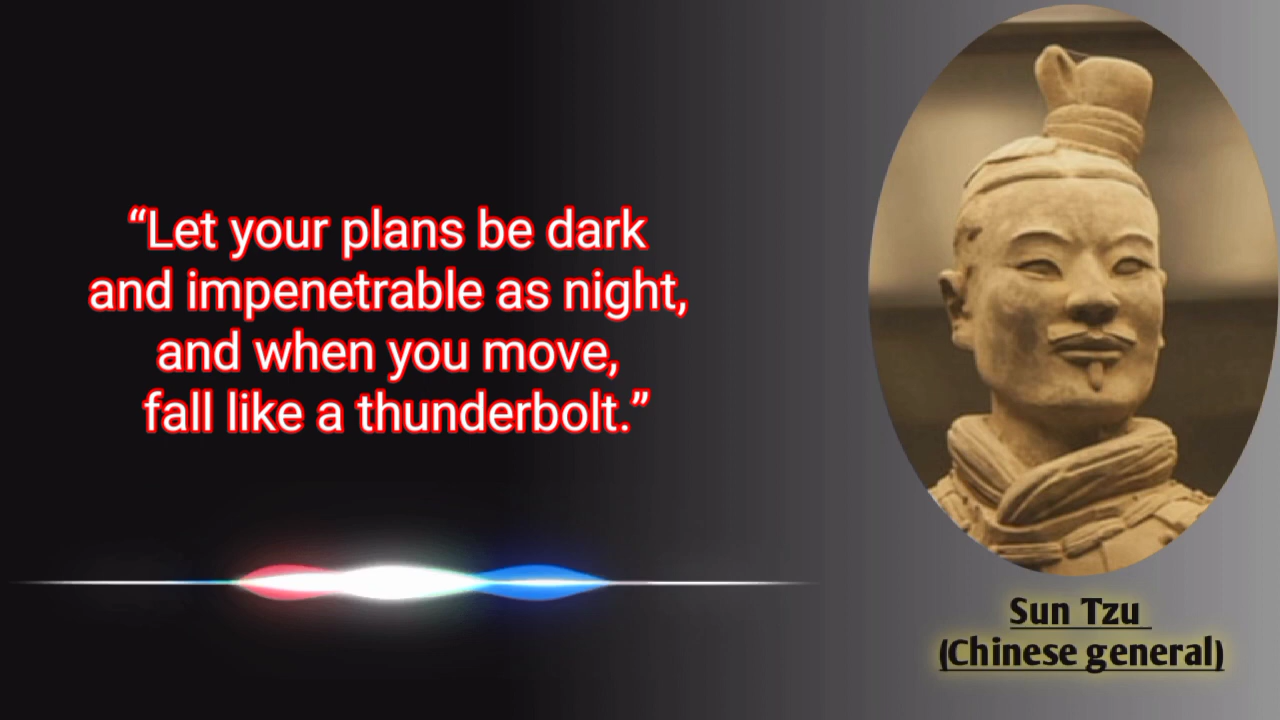 “Let your plans be dark
and impenetrable as night,
and when you move,
fall like a thunderbolt.”
Sun Tzu
(Chinese general)